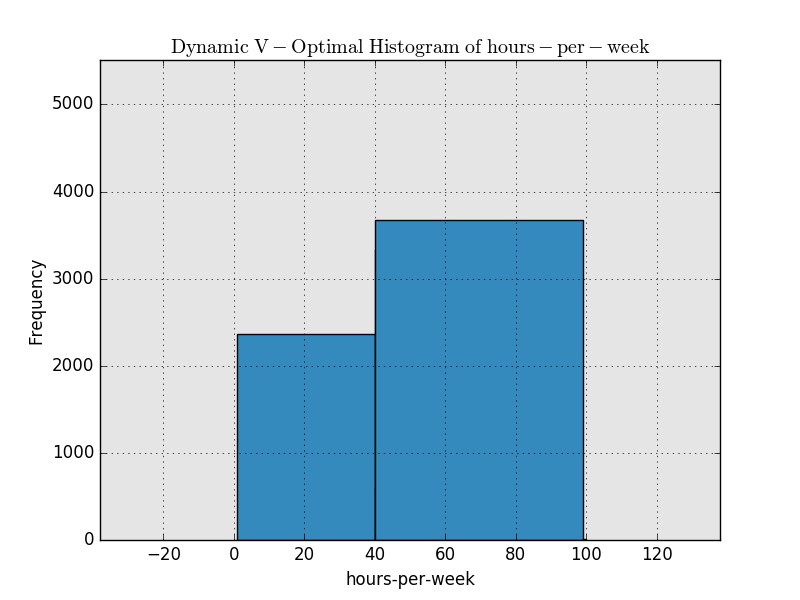 Dynamic V − Optimal Histogram of hours − per − week
5000
4000
3000
2000
1000
0
Frequency
−20 0 20 40 60 80 100 120
hours-per-week